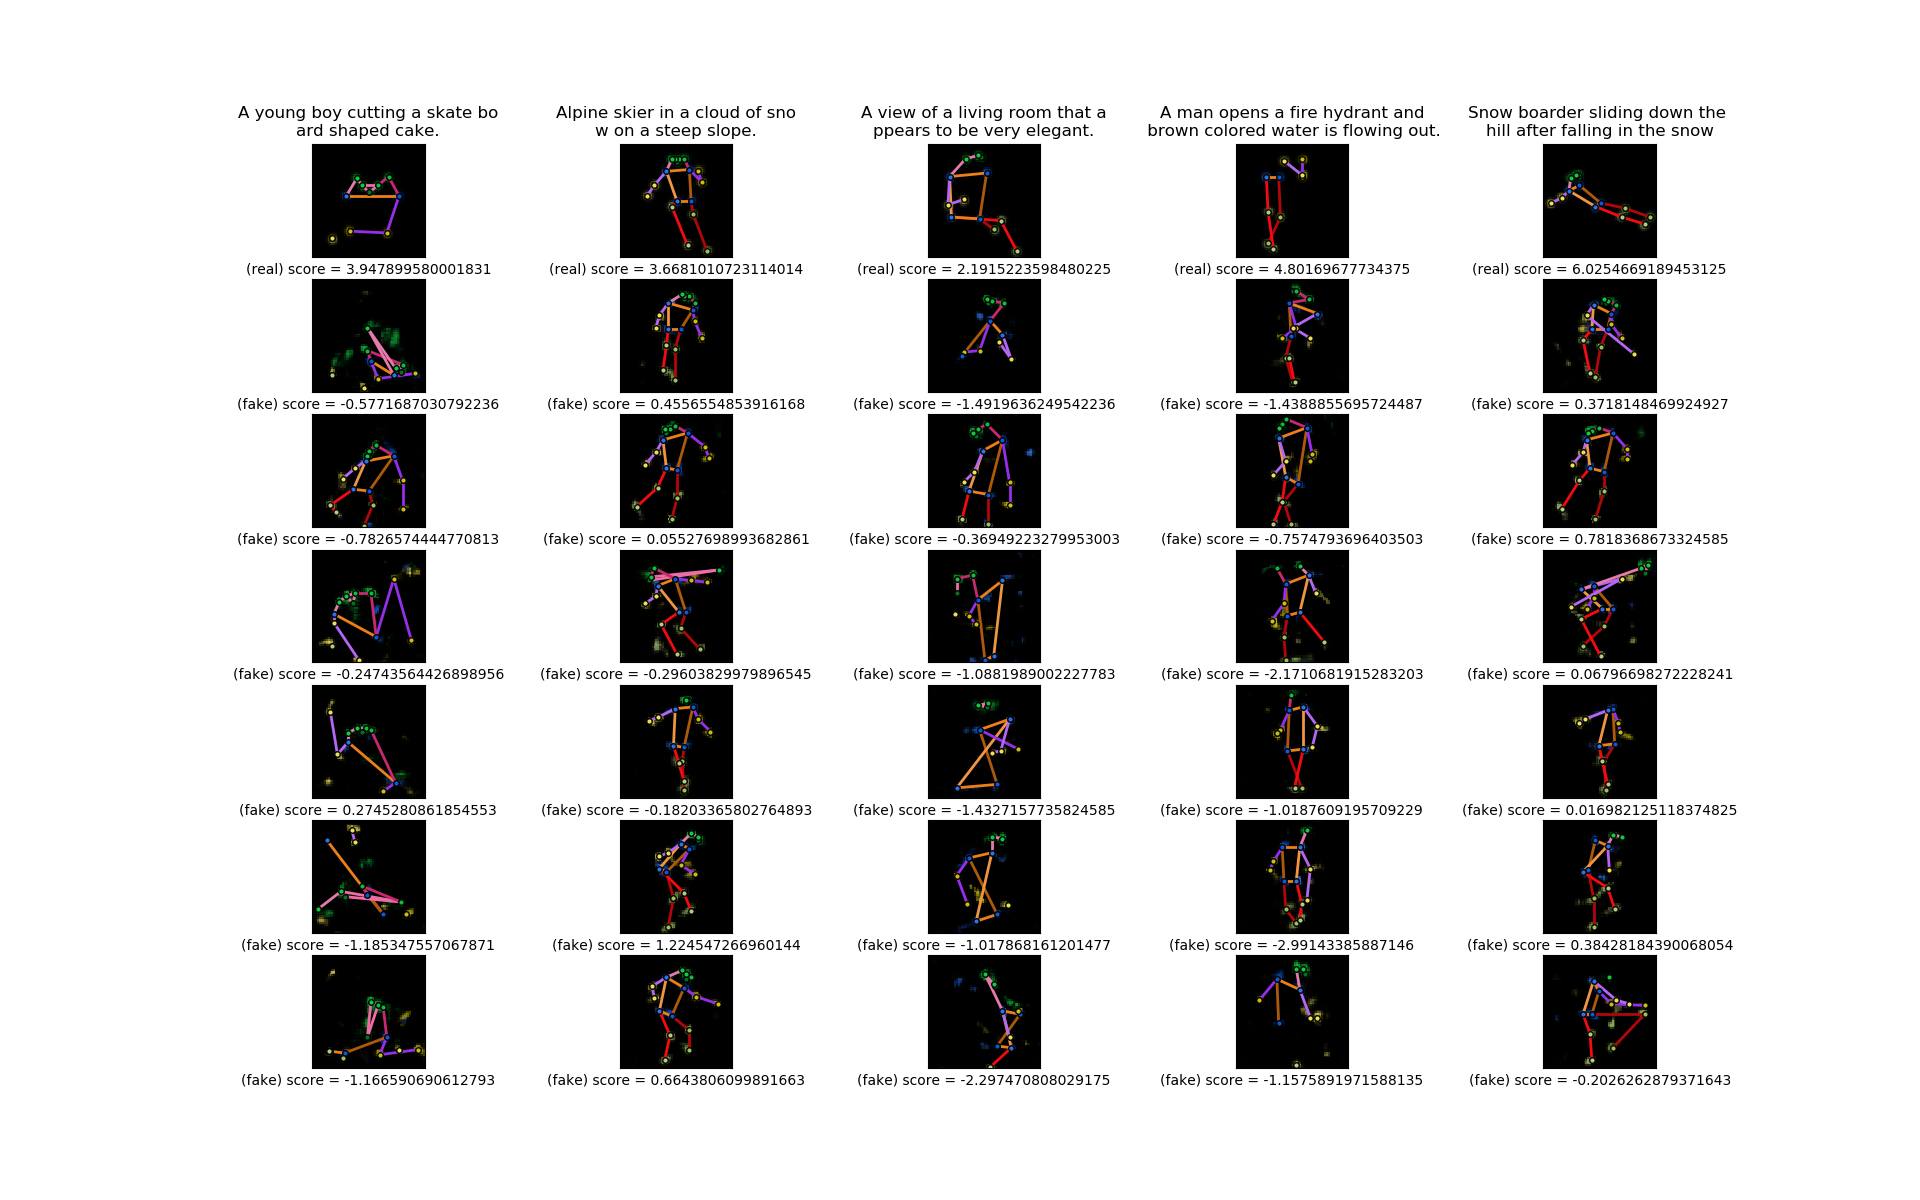 A young boy cutting a skate bo
ard shaped cake.
Alpine skier in a cloud of sno
w on a steep slope.
A view of a living room that a
ppears to be very elegant.
A man opens a fire hydrant and
brown colored water is flowing out.
Snow boarder sliding down the
hill after falling in the snow
(real) score = 3.947899580001831
(real) score = 3.6681010723114014
(real) score = 2.1915223598480225
(real) score = 4.80169677734375
(real) score = 6.0254669189453125
(fake) score = -0.5771687030792236
(fake) score = 0.4556554853916168
(fake) score = -1.4919636249542236
(fake) score = -1.4388855695724487
(fake) score = 0.3718148469924927
(fake) score = -0.7826574444770813
(fake) score = 0.05527698993682861
(fake) score = -0.36949223279953003
(fake) score = -0.7574793696403503
(fake) score = 0.7818368673324585
(fake) score = -0.24743564426898956
(fake) score = -0.29603829979896545
(fake) score = -1.0881989002227783
(fake) score = -2.1710681915283203
(fake) score = 0.06796698272228241
(fake) score = 0.2745280861854553
(fake) score = -0.18203365802764893
(fake) score = -1.4327157735824585
(fake) score = -1.0187609195709229
(fake) score = 0.016982125118374825
(fake) score = -1.185347557067871
(fake) score = 1.224547266960144
(fake) score = -1.017868161201477
(fake) score = -2.99143385887146
(fake) score = 0.38428184390068054
(fake) score = -1.166590690612793
(fake) score = 0.6643806099891663
(fake) score = -2.297470808029175
(fake) score = -1.1575891971588135
(fake) score = -0.2026262879371643